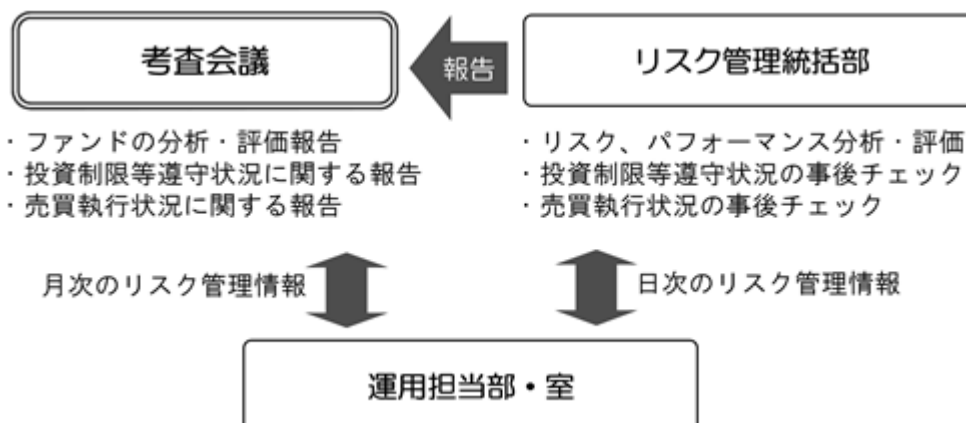 考査会議
報告
リスク管理統括部
・ファンドの分析・評価報告
・投資制限等遵守状況に関する報告
・売買執行状況に関する報告
・リスク、パフォーマンス分析・評価
・投資制限等遵守状況の事後チェック
・売買執行状況の事後チェック
月次のリスク管理情報
日次のリスク管理情報
運用担当部・室